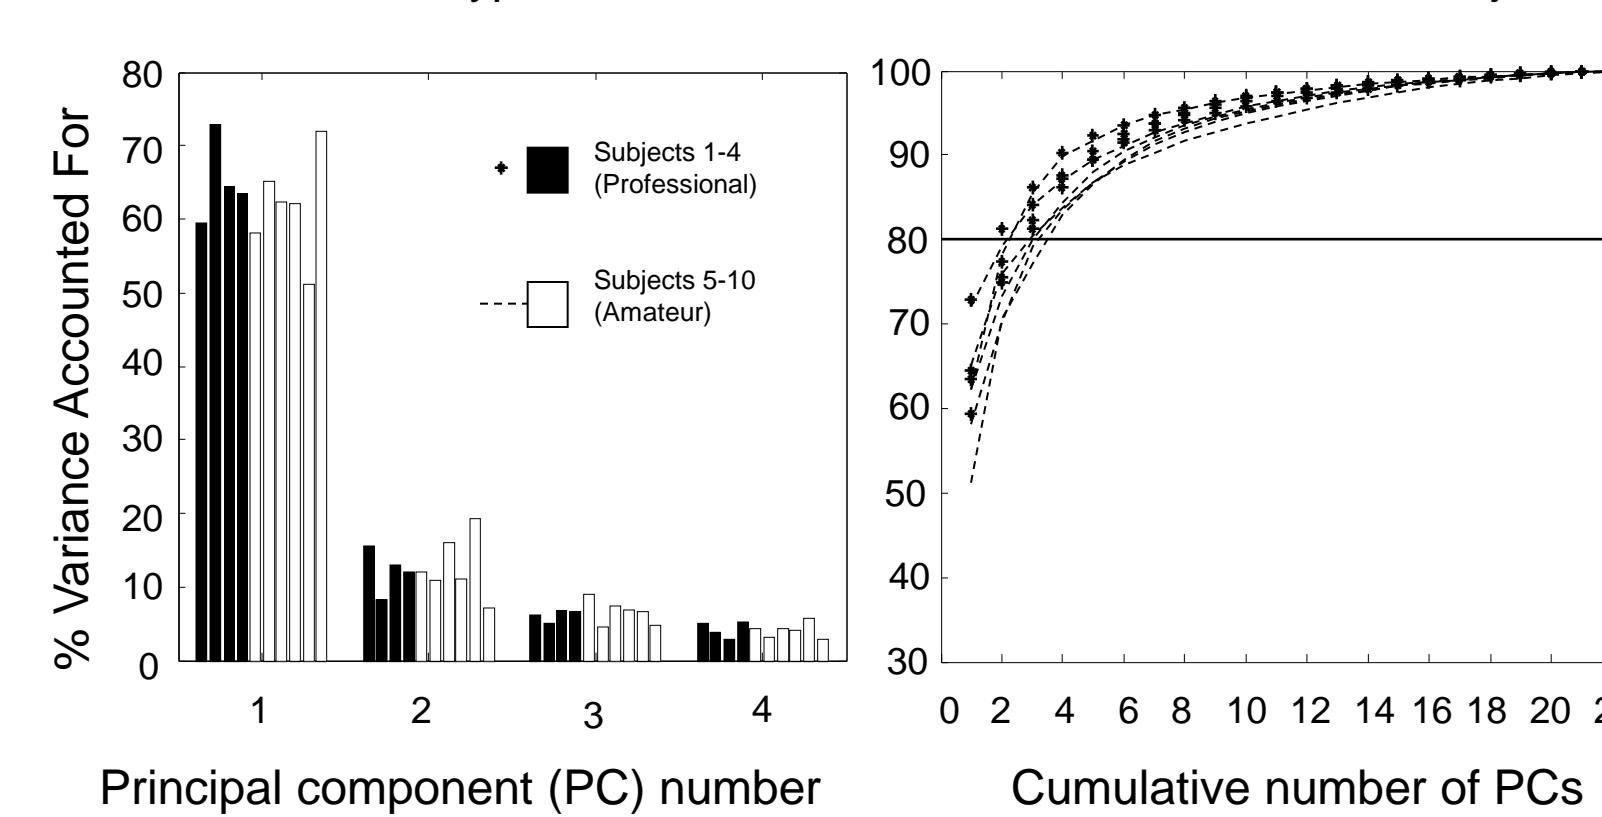 80
70
60
50
40
30
20
10
0
% Variance Accounted For
Subjects 1-4
(Professional)
Subjects 5-10
(Amateur)
1 2 3 4
Principal component (PC) number
100
90
80
70
60
50
40
30
0 2 4 6 8 10 12 14 16 18 20
Cumulative number of PCs